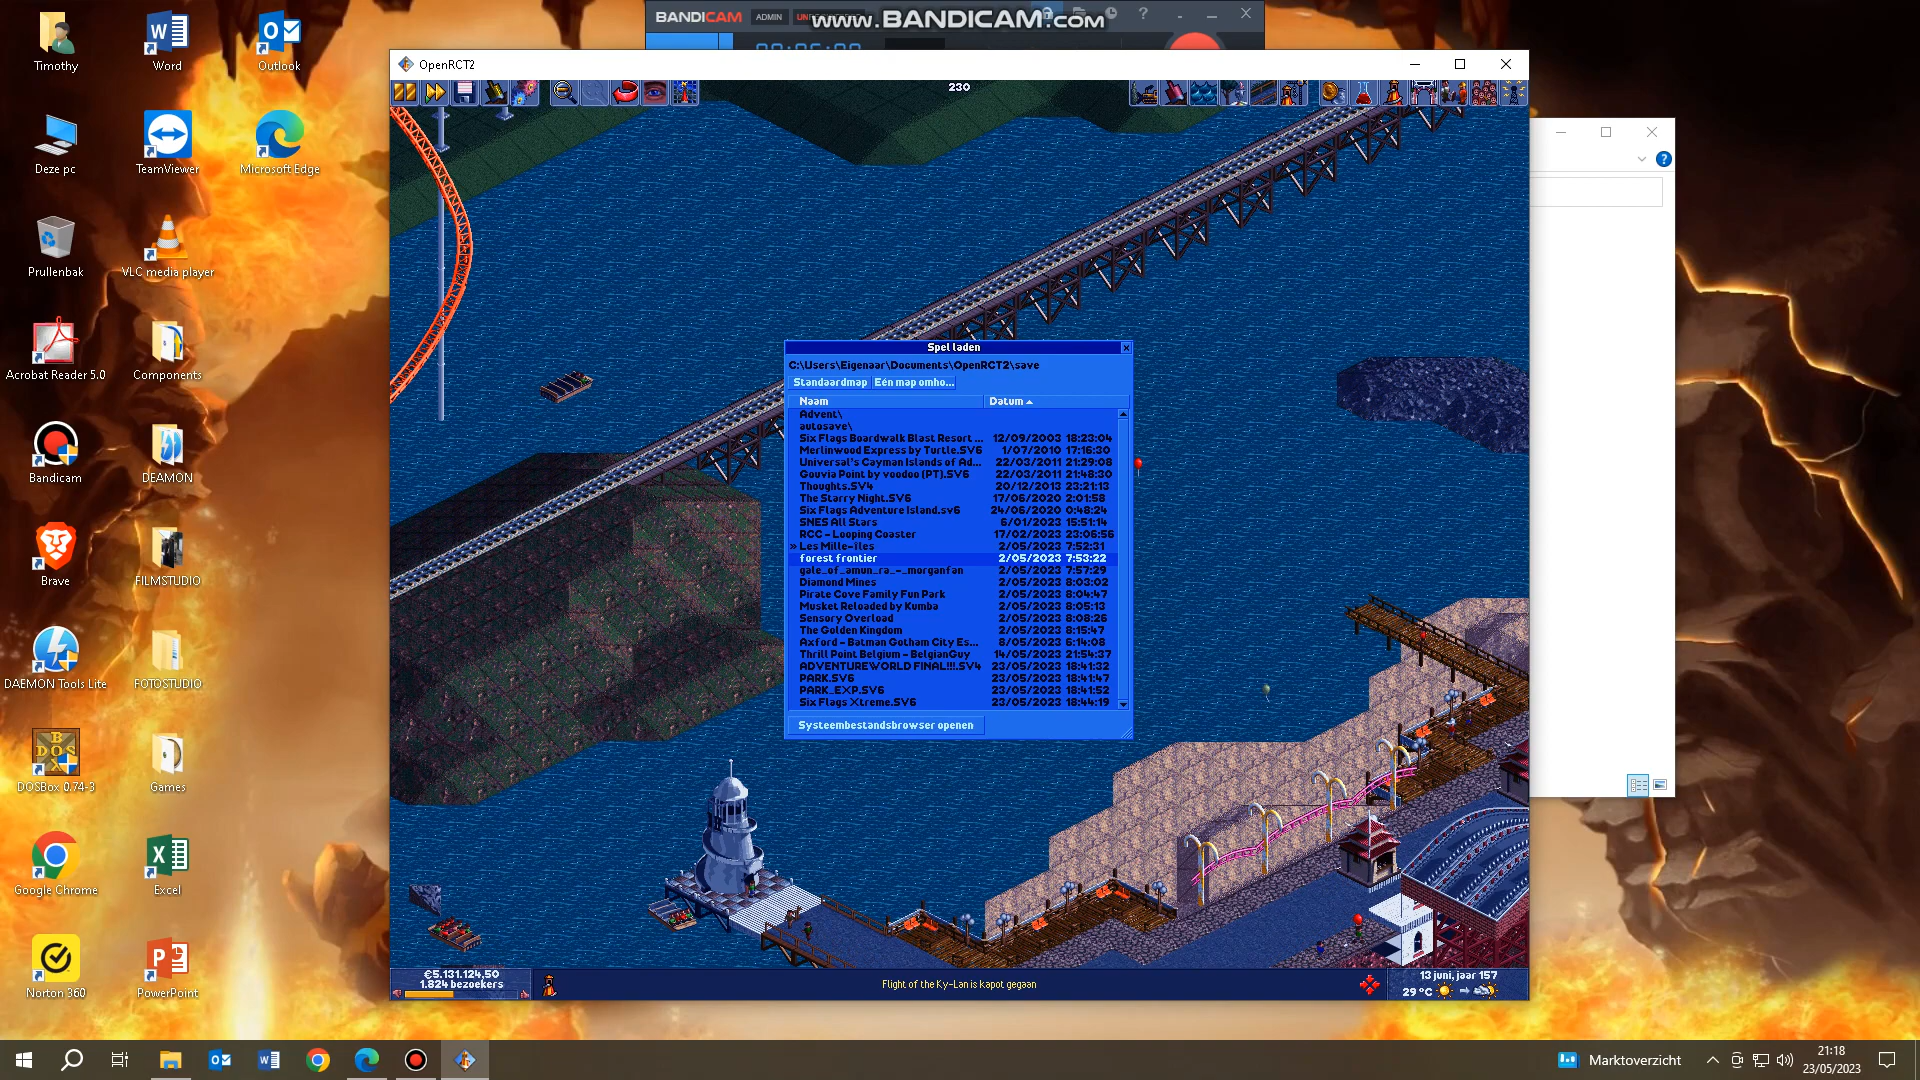 BANDICAM
ADMIN
www.BANDICAM.com
Timothy
Word
Outlook
Deze pc
TeamViewer
Microsoft Edge
Prullenbak
VLC media player
Acrobat Reader 5.0
Components
Bandicam
DEAMON
Brave
FILMSTUDIO
DAEMON Tools Lite
FOTOSTUDIO
DOSBox 0.74-3
Games
Google Chrome
Excel
Norton 360
PowerPoint
OpenRCT2
230
Spel laden
C:\Users\Eigenaar\Documents\OpenRCT2\save
Standaardmap
Eén map omho...
Naam
Datum
Advent\
autosave\
Six Flags Boardwalk Blast Resort ... 12/09/2003 18:23:04
Merlinwood Express by Turtle.SV6 1/07/2010 17:16:30
Universal's Cayman Islands of Ad... 22/03/2011 21:29:08
Gouvia Point by voodoo (PT).SV6 22/03/2011 21:48:30
Thoughts.SV4 20/12/2013 23:21:13
The Starry Night.SV6 17/06/2020 2:01:58
Six Flags Adventure Island.sv6 24/06/2020 0:48:24
SNES All Stars 6/01/2023 15:51:14
RCC - Looping Coaster 17/02/2023 23:06:56
» Les Mille-îles 2/05/2023 7:52:31
forest frontier 2/05/2023 7:53:22
gale_of_amun_ra_-_morganfan 2/05/2023 7:57:29
Diamond Mines 2/05/2023 8:03:02
Pirate Cove Family Fun Park 2/05/2023 8:04:47
Musket Reloaded by Kumba 2/05/2023 8:05:13
Sensory Overload 2/05/2023 8:08:26
The Golden Kingdom 2/05/2023 8:15:47
Axford - Batman Gotham City Es... 8/05/2023 6:14:08
Thrill Point Belgium - BelgianGuy 14/05/2023 21:54:37
ADVENTUREWORLD FINAL!!!.SV4 23/05/2023 18:41:32
PARK.SV6 23/05/2023 18:41:47
PARK_EXP.SV6 23/05/2023 18:41:52
Six Flags Xtreme.SV6 23/05/2023 18:44:19
Systeembestandsbrowser openen
€5.131.124,50
1.824 bezoekers
Flight of the Ky-Lan is kapot gegaan
13 juni, jaar 157
29 °C
Marktoverzicht
21:18
23/05/2023